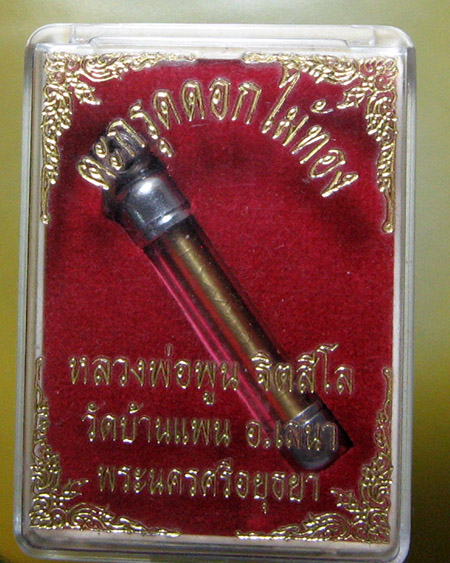 ตะกรุดดอกไม้ทอง
หลวงพ่อพูน ฐิตสีโล
วัดบ้านแพน อ.เสนา
พระนครศรีอยุธยา